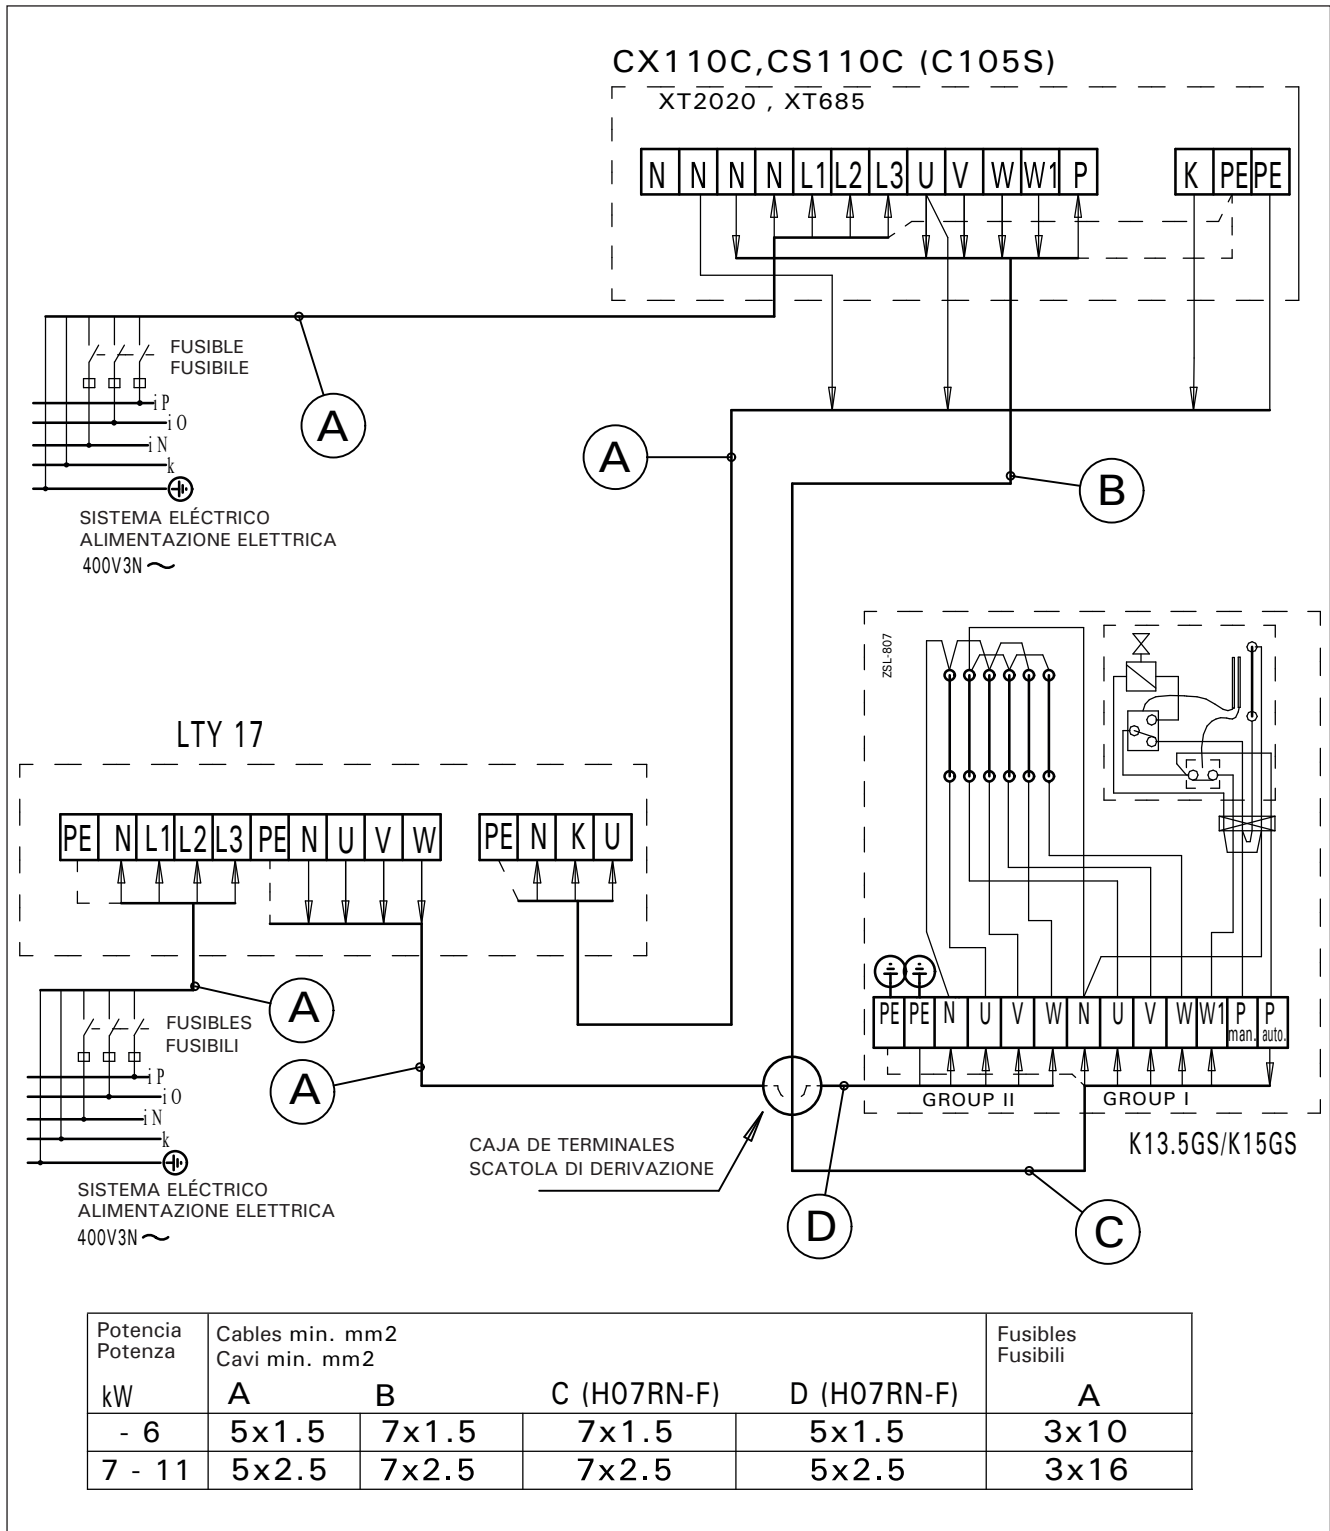 CX110C,CS110C (C105S)
XT2020 , XT685
N N N N L1 L2 L3 U V W W1 P K PE PE
FUSIBLE
FUSIBILE
A
i P
i O
i N
k
SISTEMA ELÉCTRICO
ALIMENTAZIONE ELETTRICA
400V3N ~
A
B
ZSL-807
LTY 17
PE N L1 L2 L3 PE N U V W PE N K U
PE PE N U V W N U V W W1 P man. P auto.
GROUP II GROUP I
K13.5GS/K15GS
A
FUSIBLES
FUSIBILI
A
i P
i O
i N
k
SISTEMA ELÉCTRICO
ALIMENTAZIONE ELETTRICA
400V3N ~
CAJA DE TERMINALES
SCATOLA DI DERIVAZIONE
D
C
Potencia
Potenza
kW
Cables min. mm2
Cavi min. mm2
A B C (H07RN-F) D (H07RN-F)
Fusibles
Fusibili
A
- 6 5x1.5 7x1.5 7x1.5 5x1.5 3x10
7 - 11 5x2.5 7x2.5 7x2.5 5x2.5 3x16